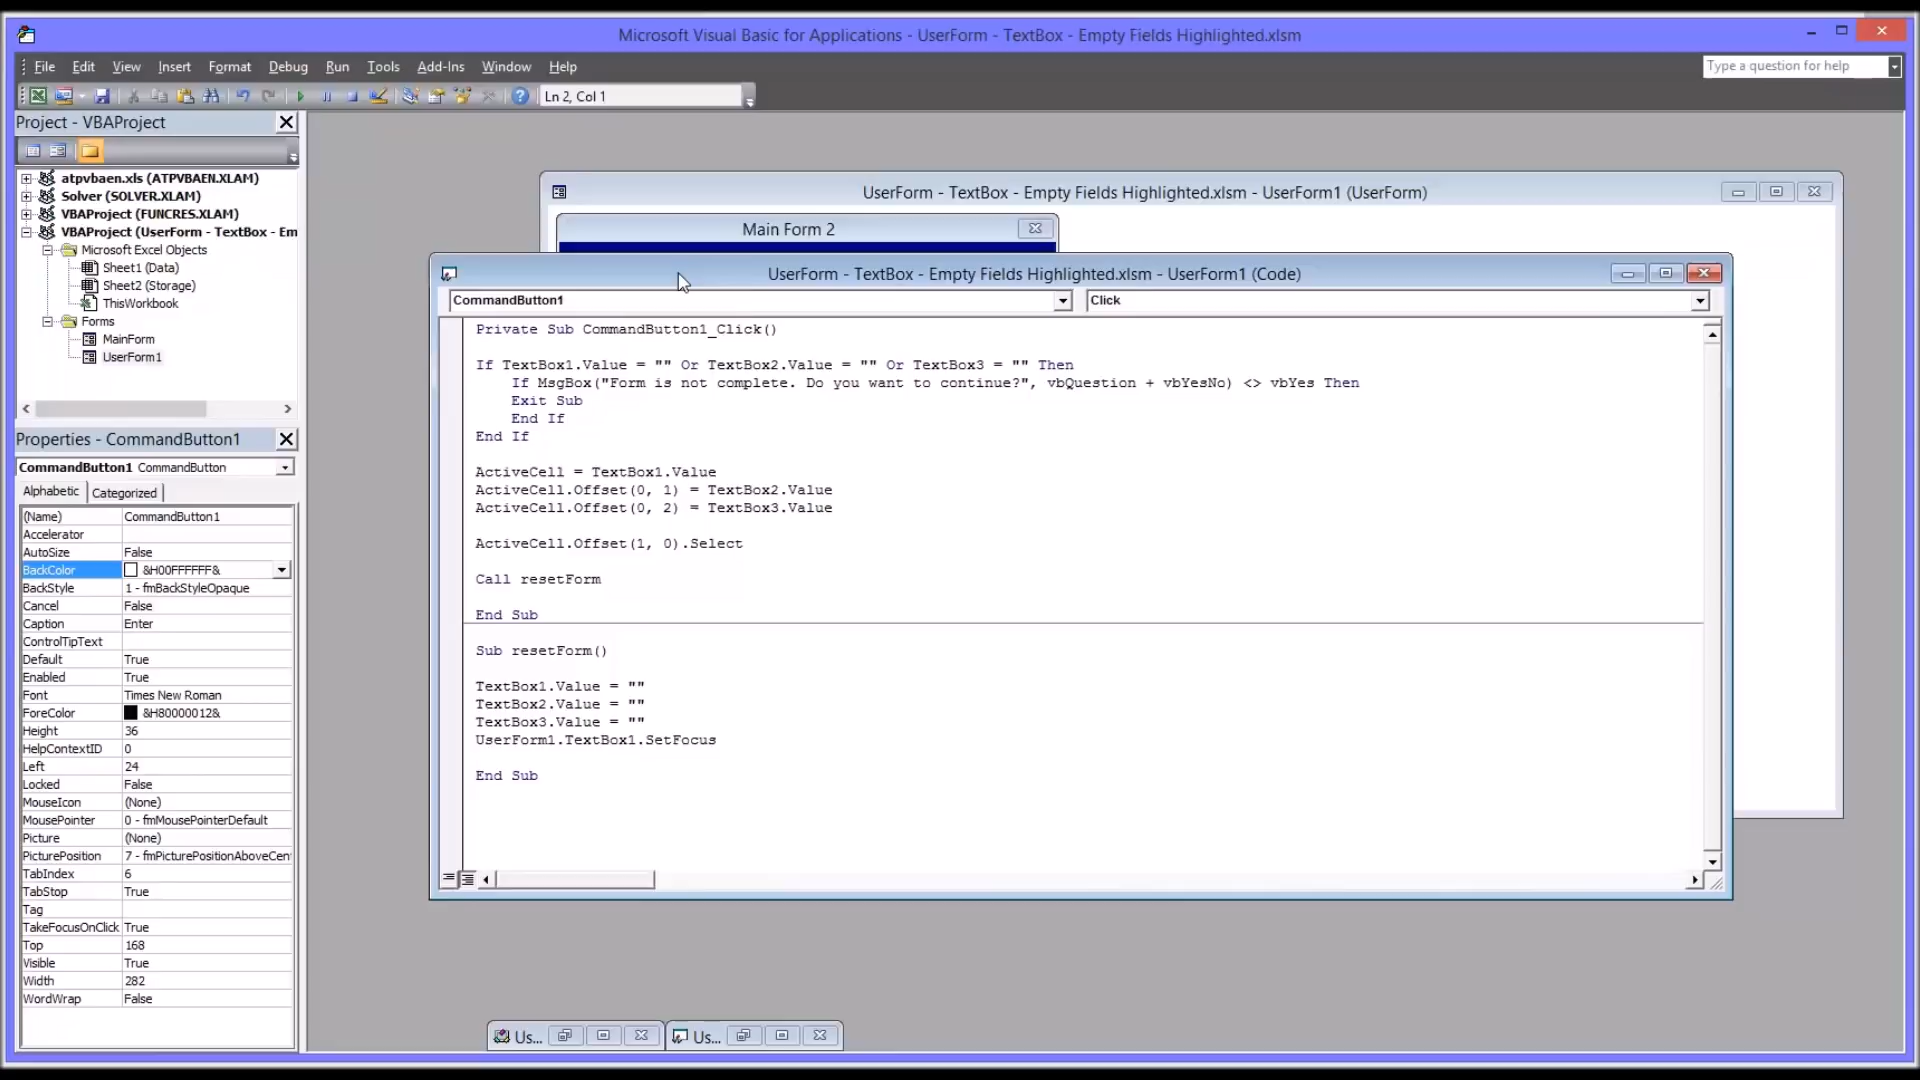 Microsoft Visual Basic for Applications - UserForm - TextBox - Empty Fields Highlighted.xlsm
File Edit View Insert Format Debug Run Tools Add-Ins Window Help
Type a question for help
Ln 2, Col 1
Project - VBAProject
atpvbaen.xls (ATPVBAEN.XLAM)
Solver (SOLVER.XLAM)
VBAProject (FUNCRES.XLAM)
VBAProject (UserForm - TextBox - Em
Microsoft Excel Objects
Sheet1 (Data)
Sheet2 (Storage)
ThisWorkbook
Forms
MainForm
UserForm1
Properties - CommandButton1
CommandButton1 CommandButton
Alphabetic Categorized
(Name) CommandButton1
Accelerator
AutoSize False
BackColor &H00FFFFFF&
BackStyle 1 - fmBackStyleOpaque
Cancel False
Caption Enter
ControlTipText
Default True
Enabled True
Font Times New Roman
ForeColor &H80000012&
Height 36
HelpContextID 0
Left 24
Locked False
MouseIcon (None)
MousePointer 0 - fmMousePointerDefault
Picture (None)
PicturePosition 7 - fmPicturePositionAboveCen
TabIndex 6
TabStop True
Tag
TakeFocusOnClick True
Top 168
Visible True
Width 282
WordWrap False
UserForm - TextBox - Empty Fields Highlighted.xlsm - UserForm1 (UserForm)
Main Form 2
UserForm - TextBox - Empty Fields Highlighted.xlsm - UserForm1 (Code)
CommandButton1 Click
Private Sub CommandButton1_Click()
If TextBox1.Value = "" Or TextBox2.Value = "" Or TextBox3 = "" Then
If MsgBox("Form is not complete. Do you want to continue?", vbQuestion + vbYesNo) <> vbYes Then
Exit Sub
End If
End If
ActiveCell = TextBox1.Value
ActiveCell.Offset(0, 1) = TextBox2.Value
ActiveCell.Offset(0, 2) = TextBox3.Value
ActiveCell.Offset(1, 0).Select
Call resetForm
End Sub
Sub resetForm()
TextBox1.Value = ""
TextBox2.Value = ""
TextBox3.Value = ""
UserForm1.TextBox1.SetFocus
End Sub
Us... Us...